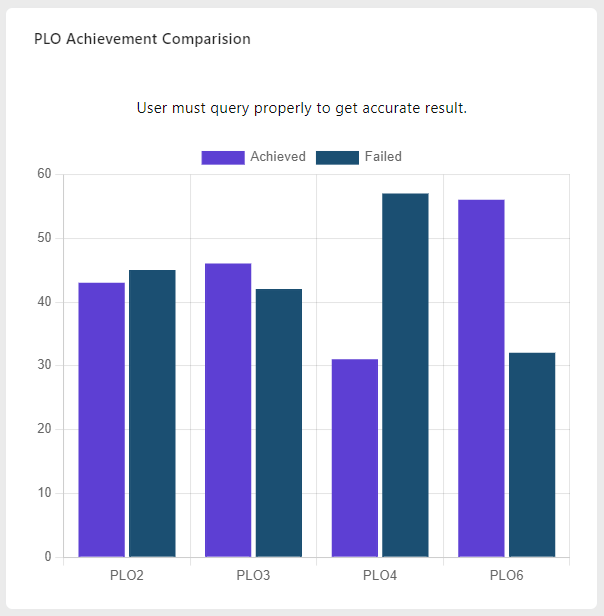 PLO Achievement Comparision
User must query properly to get accurate result.
Achieved Failed
60
50
40
30
20
10
0
PLO2 PLO3 PLO4 PLO6